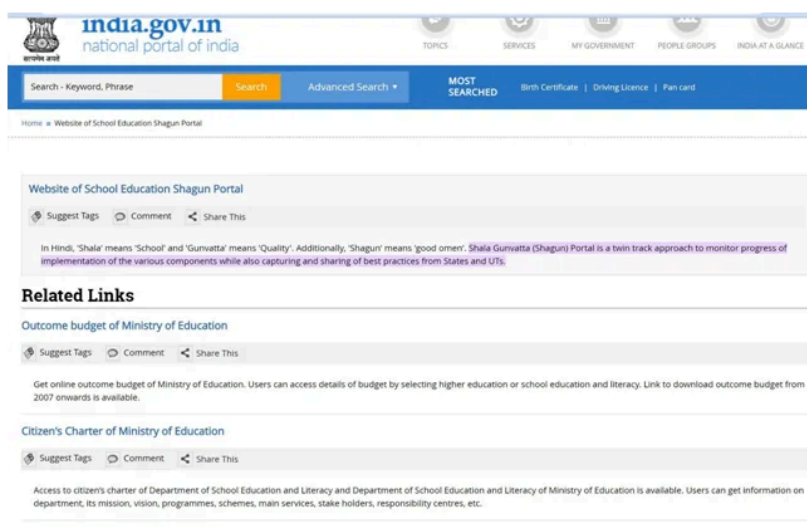 india.gov.in
national portal of india
सत्यमेव जयते
TOPICS SERVICES MY GOVERNMENT PEOPLE GROUPS INDIA AT A GLANCE
Search - Keyword, Phrase Search Advanced Search MOST SEARCHED Birth Certificate | Driving Licence | Pan card
Home Website of School Education Shagun Portal
Website of School Education Shagun Portal
Suggest Tags Comment Share This
In Hindi, 'Shala' means 'School' and 'Gunvatta' means 'Quality'. Additionally, 'Shagun' means 'good omen'. Shala Gunvatta (Shagun) Portal is a twin track approach to monitor progress of
implementation of the various components while also capturing and sharing of best practices from States and UTs.
Related Links
Outcome budget of Ministry of Education
Suggest Tags Comment Share This
Get online outcome budget of Ministry of Education. Users can access details of budget by selecting higher education or school education and literacy. Link to download outcome budget from
2007 onwards is available.
Citizen's Charter of Ministry of Education
Suggest Tags Comment Share This
Access to citizen's charter of Department of School Education and Literacy and Department of School Education and Literacy of Ministry of Education is available. Users can get information on
department, its mission, vision, programmes, schemes, main services, stake holders, responsibility centres, etc.